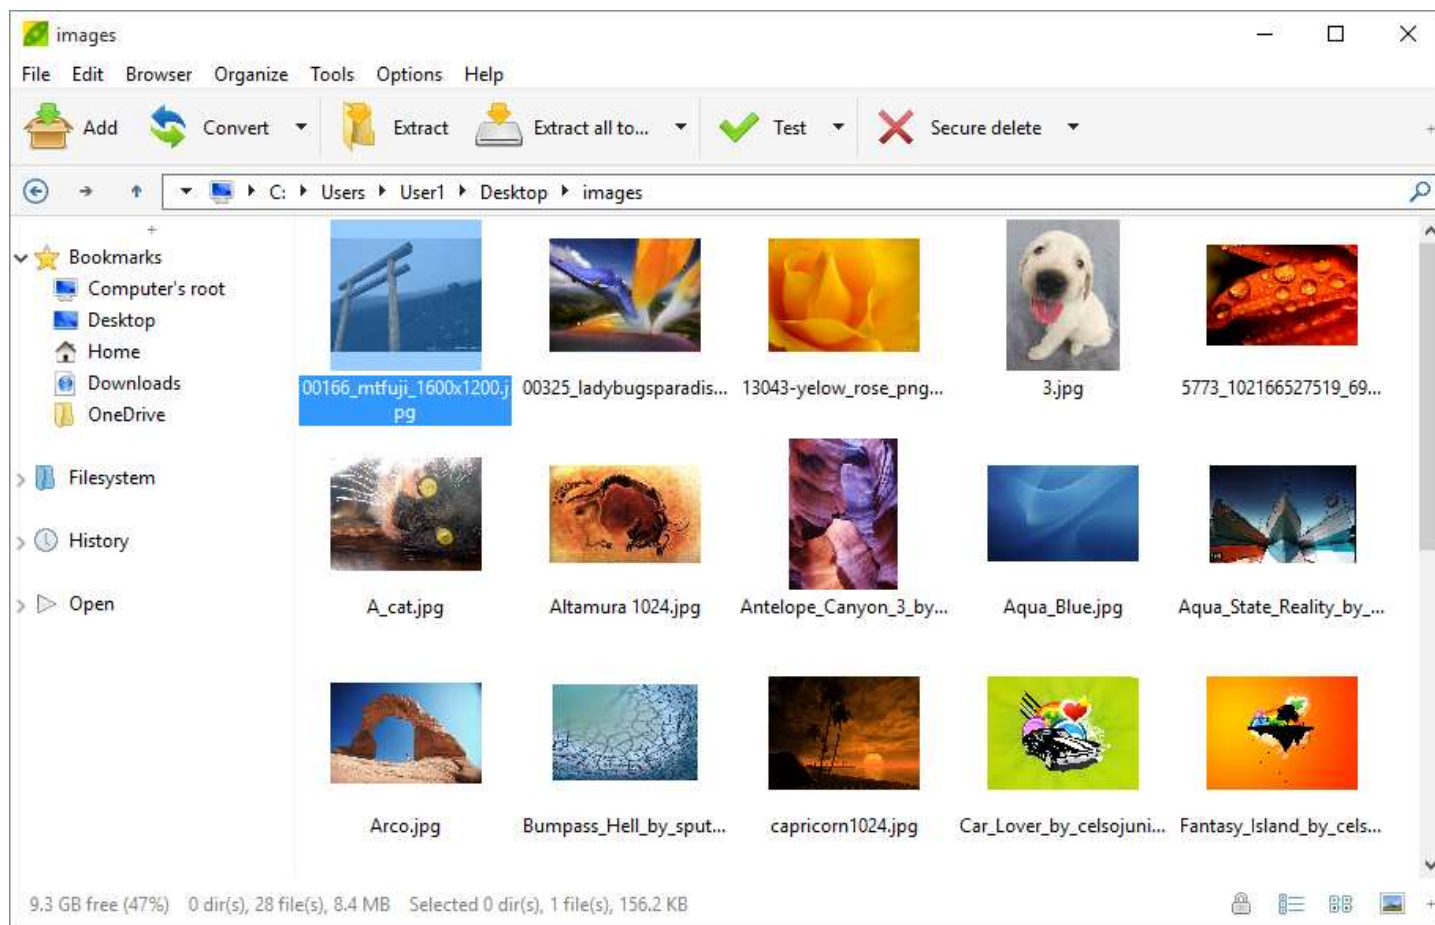 images
File Edit Browser Organize Tools Options Help
Add Convert Extract Extract all to... Test Secure delete
C: Users User1 Desktop images
Bookmarks
Computer's root
Desktop
Home
Downloads
OneDrive
Filesystem
History
Open
00166_mtfuji_1600x1200.j
pg
00325_ladybugsparadis...
13043-yelow_rose_png...
3.jpg
5773_102166527519_69...
A_cat.jpg
Altamura 1024.jpg
Antelope_Canyon_3_by...
Aqua_Blue.jpg
Aqua_State_Reality_by_...
Arco.jpg
Bumpass_Hell_by_sput...
capricorn1024.jpg
Car_Lover_by_celsojuni...
Fantasy_Island_by_cels...
9.3 GB free (47%) 0 dir(s), 28 file(s), 8.4 MB Selected 0 dir(s), 1 file(s), 156.2 KB